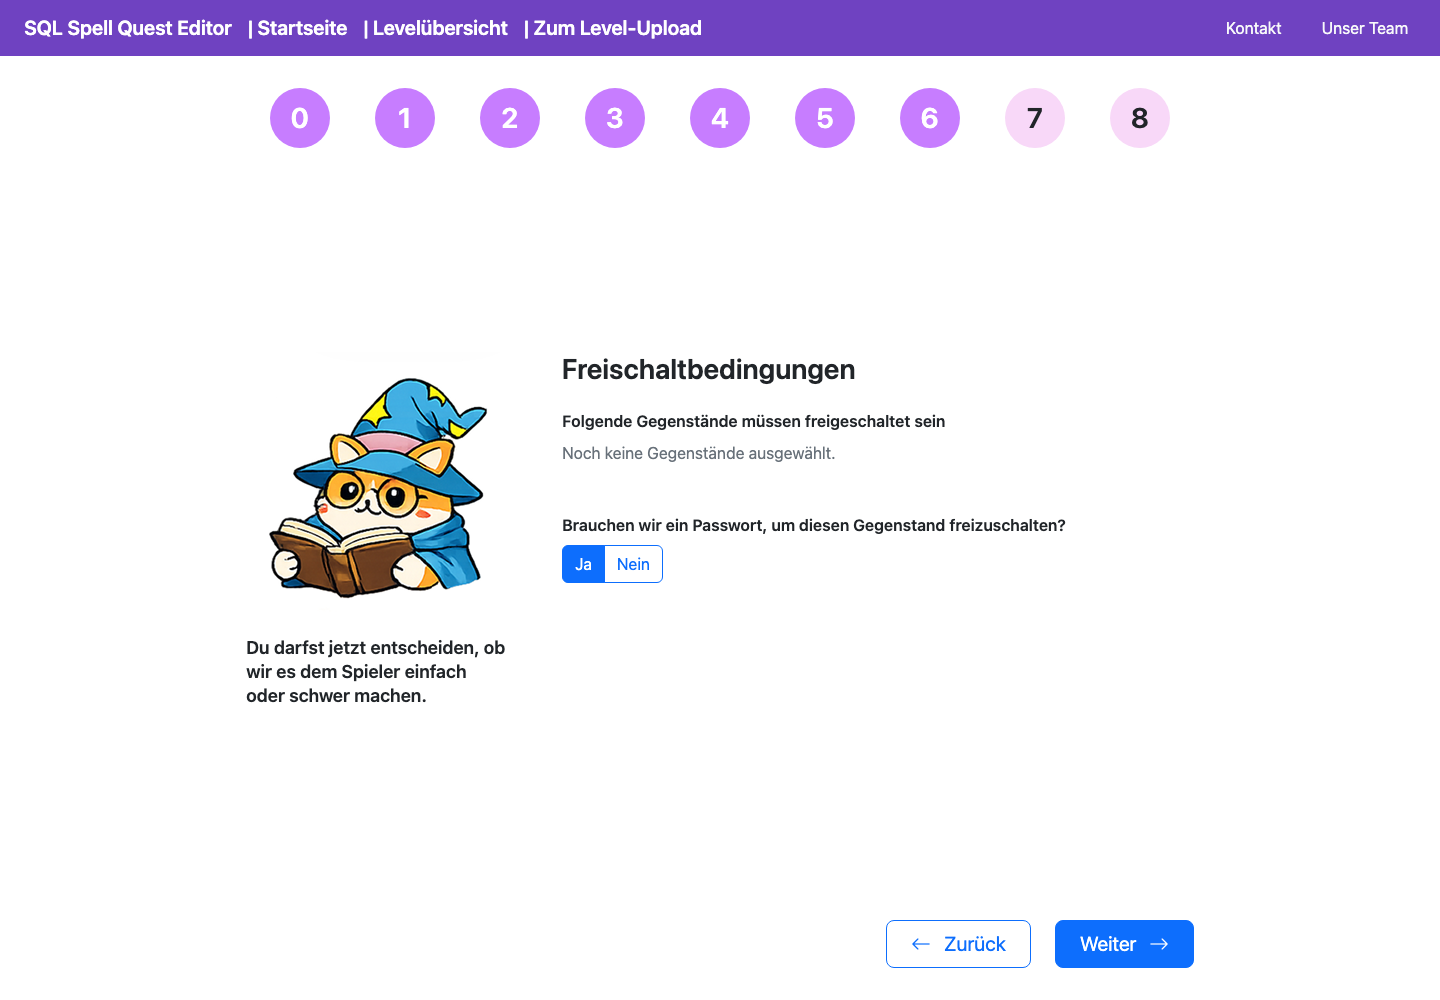 SQL Spell Quest Editor | Startseite | Levelübersicht | Zum Level-Upload Kontakt Unser Team
0 1 2 3 4 5 6 7 8
Freischaltbedingungen
Folgende Gegenstände müssen freigeschaltet sein
Noch keine Gegenstände ausgewählt.
Brauchen wir ein Passwort, um diesen Gegenstand freizuschalten?
Ja Nein
Du darfst jetzt entscheiden, ob
wir es dem Spieler einfach
oder schwer machen.
← Zurück Weiter →